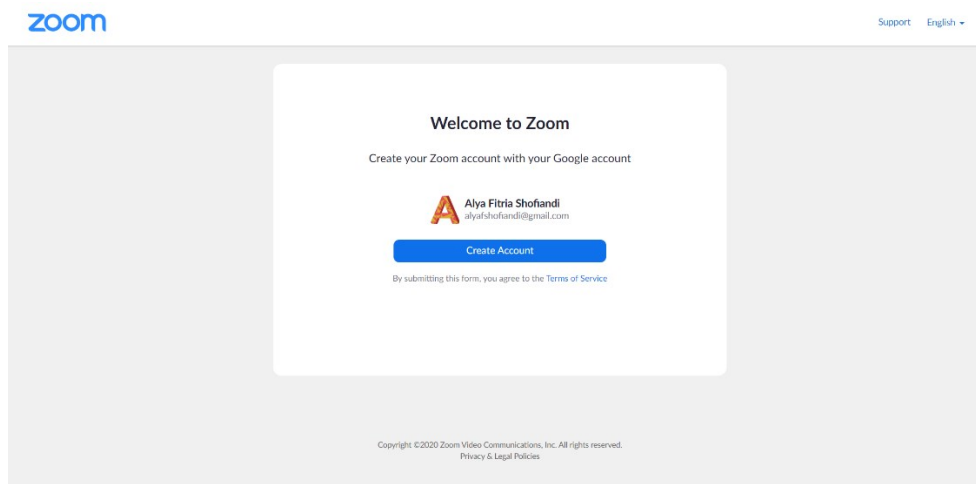 zoom
Support English
Welcome to Zoom
Create your Zoom account with your Google account
Alya Fitria Shofiandi
alyafshofiandi@gmail.com
Create Account
By submitting this form, you agree to the Terms of Service
Copyright ©2020 Zoom Video Communications, Inc. All rights reserved.
Privacy & Legal Policies